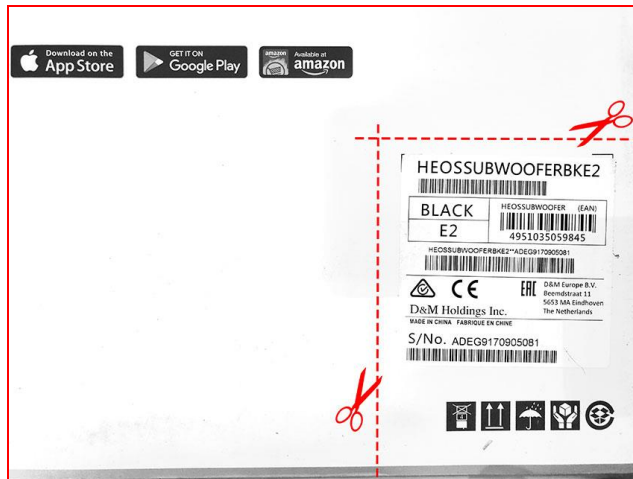 Download on the
App Store
GET IT ON
Google Play
Available at
amazon
HEOSSUBWOOFERBKE2
BLACK
E2
HEOSSUBWOOFER (EAN)
4951035059845
HEOSSUBWOOFERBKE2**ADEG9170905081
CE
EAC
D&M Europe B.V.
Beemdstraat 11
5653 MA Eindhoven
The Netherlands
D&M Holdings Inc.
MADE IN CHINA FABRIQUE EN CHINE
S/No. ADEG9170905081